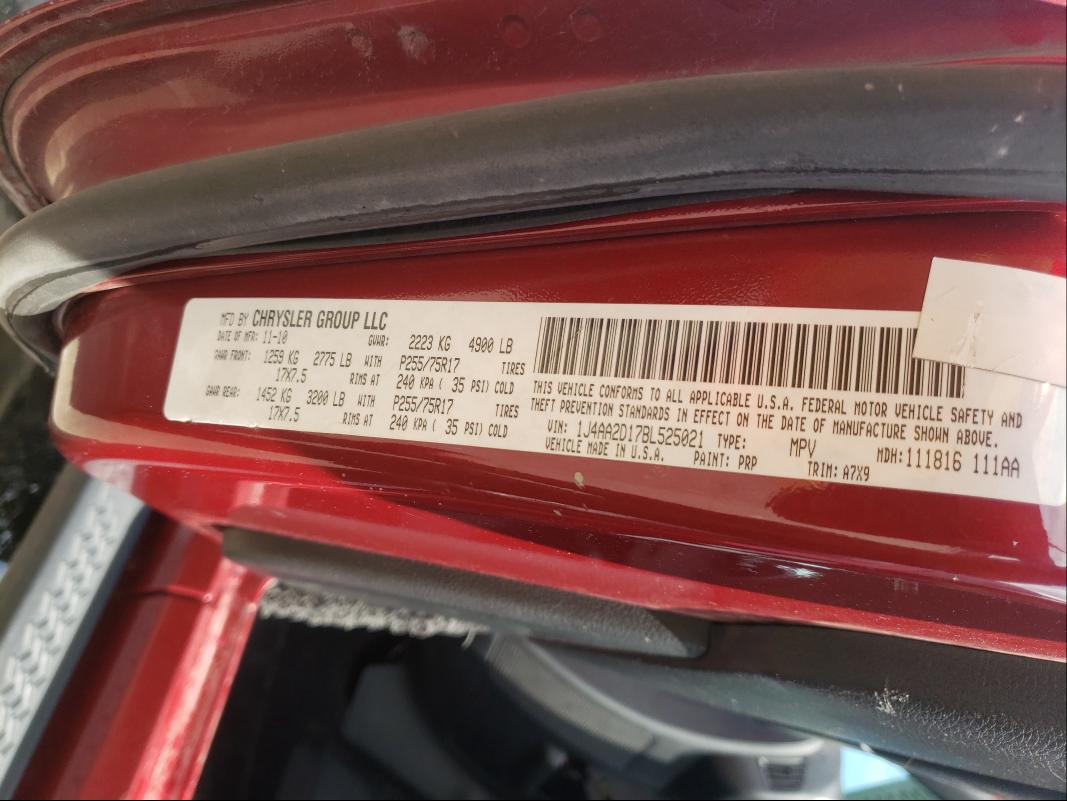 MFD BY CHRYSLER GROUP LLC
DATE OF MFR: 11-10 GVWR: 2223 KG 4900 LB
GAWR FRONT: 1259 KG 2775 LB WITH P255/75R17 TIRES
17X7.5 RIMS AT 240 KPA ( 35 PSI) COLD
GAWR REAR: 1452 KG 3200 LB WITH P255/75R17 TIRES
17X7.5 RIMS AT 240 KPA ( 35 PSI) COLD
THIS VEHICLE CONFORMS TO ALL APPLICABLE U.S.A. FEDERAL MOTOR VEHICLE SAFETY AND
THEFT PREVENTION STANDARDS IN EFFECT ON THE DATE OF MANUFACTURE SHOWN ABOVE.
VIN: 1J4AA2D17BL525021 TYPE: MPV MDH:111816 111AA
VEHICLE MADE IN U.S.A. PAINT: PRP TRIM: A7X9